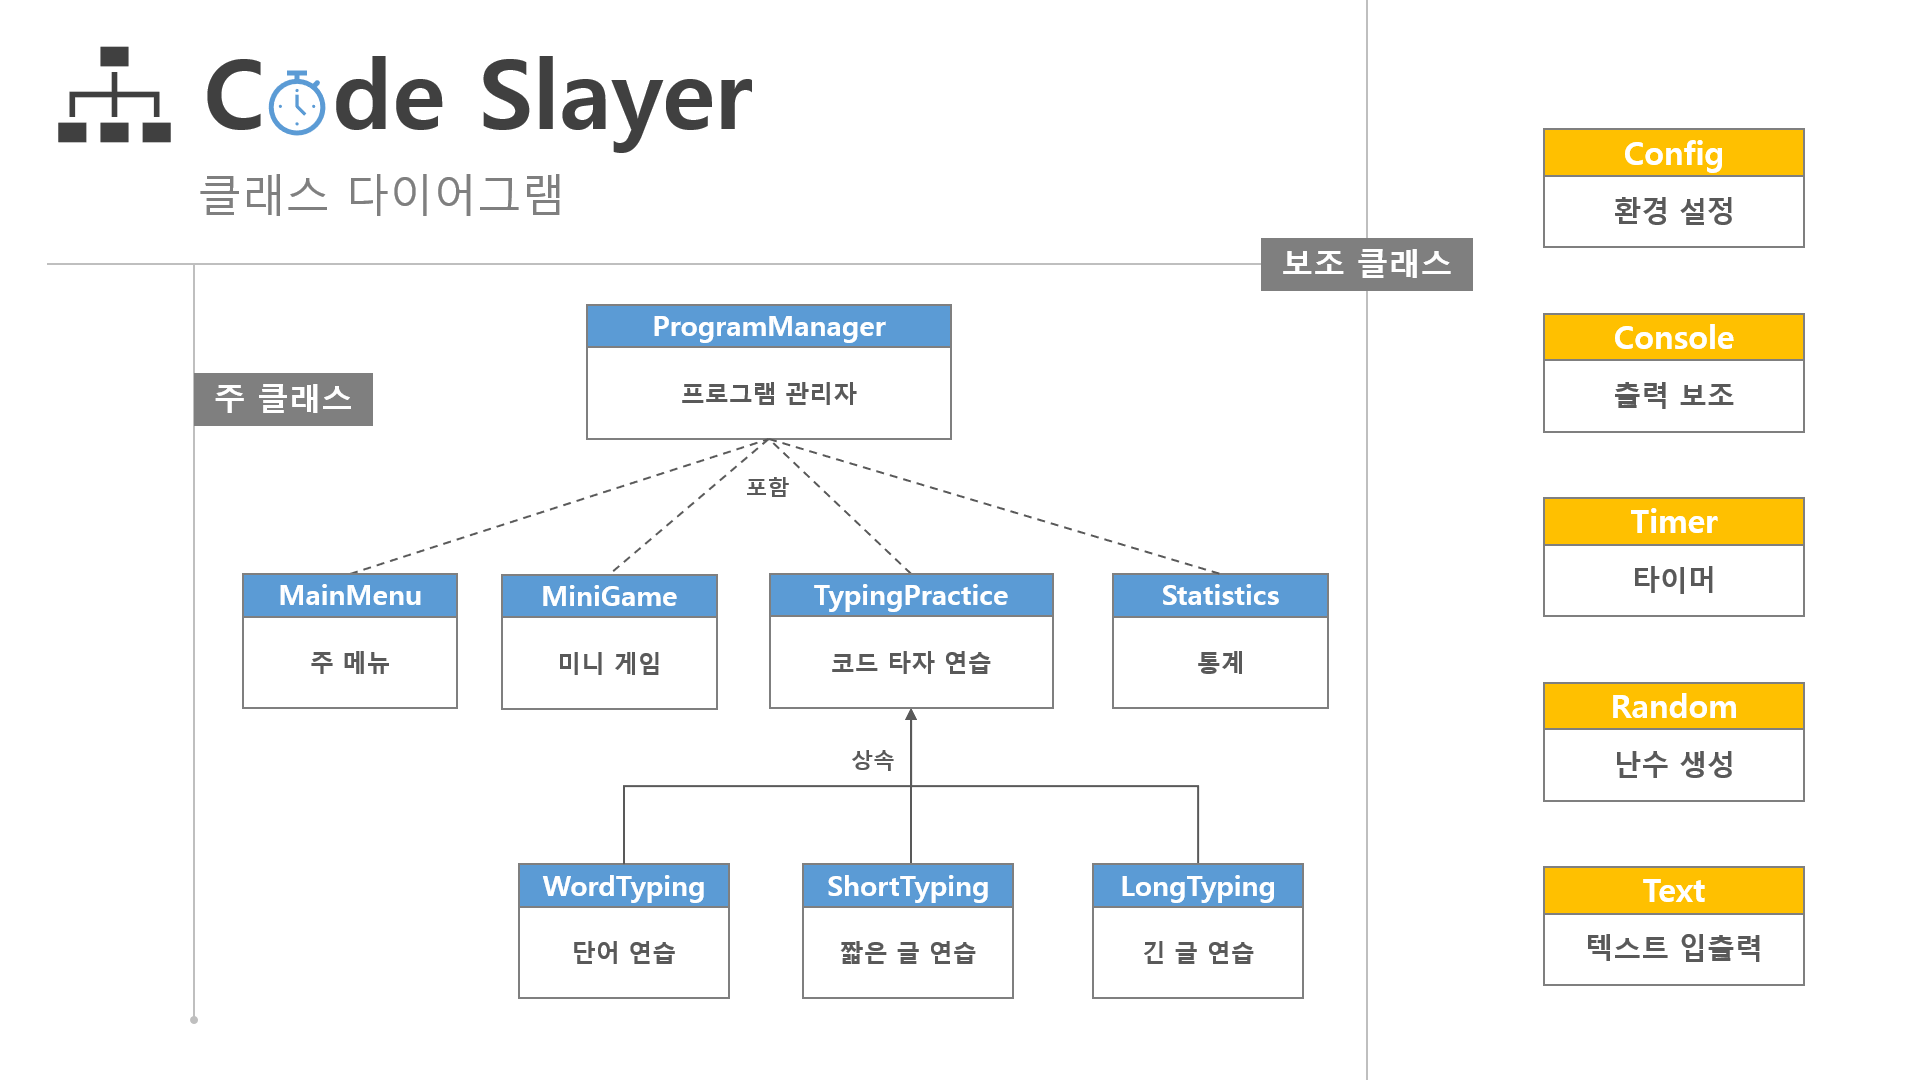 Code Slayer
클래스 다이어그램
주 클래스
ProgramManager
프로그램 관리자
포함
MainMenu
주 메뉴
MiniGame
미니 게임
TypingPractice
코드 타자 연습
Statistics
통계
상속
WordTyping
단어 연습
ShortTyping
짧은 글 연습
LongTyping
긴 글 연습
보조 클래스
Config
환경 설정
Console
출력 보조
Timer
타이머
Random
난수 생성
Text
텍스트 입출력